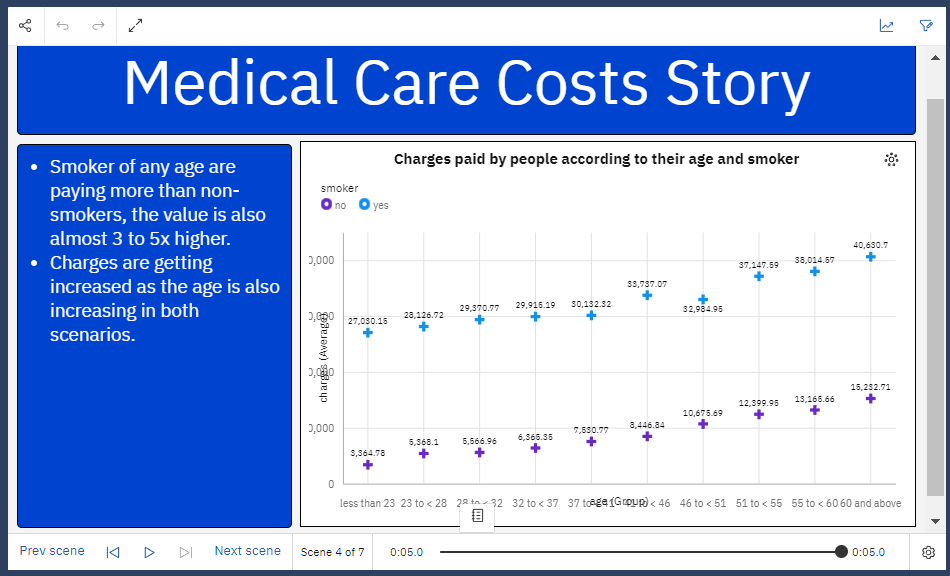 Medical Care Costs Story
• Smoker of any age are
paying more than non-
smokers, the value is also
almost 3 to 5x higher.
• Charges are getting
increased as the age is also
increasing in both
scenarios.
Charges paid by people according to their age and smoker
smoker
no yes
40,630.7
0,000
37,147.59 38,014.57
33,737.07
32,984.95
27,030.15 28,126.72 29,370.77 29,915.19 30,132.32
0,000
charges (Average)
0,000
15,232.71
12,399.95 13,165.66
10,675.69
0,000
7,530.77 8,446.84
3,364.78 5,368.1 5,566.96 6,365.35
0
less than 23 23 to < 28 28 to < 32 32 to < 37 37 to < 41 41 to < 46 46 to < 51 51 to < 55 55 to 60 60 and above
age (Group)
Prev scene Next scene Scene 4 of 7 0:05.0 0:05.0